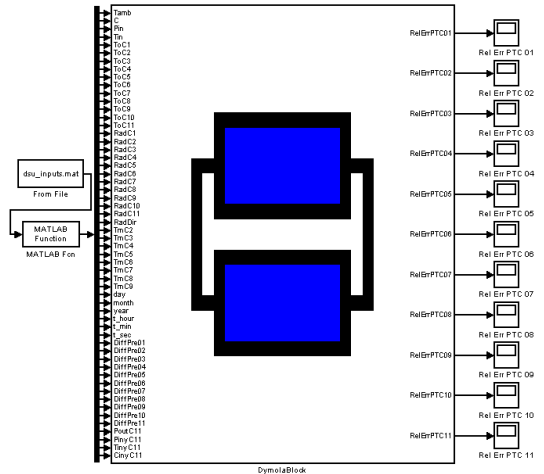 dsu_inputs.mat
From File
MATLAB
Function
MATLAB Fcn
Tamb
C
Pin
Tin
ToC1
ToC2
ToC3
ToC4
ToC5
ToC6
ToC7
ToC8
ToC9
ToC10
ToC11
RadC1
RadC2
RadC3
RadC4
RadC5
RadC6
RadC7
RadC8
RadC9
RadC10
RadC11
RadDir
TmC2
TmC3
TmC4
TmC5
TmC6
TmC7
TmC8
TmC9
day
month
year
t_hour
t_min
t_sec
DiffPre01
DiffPre02
DiffPre03
DiffPre04
DiffPre05
DiffPre06
DiffPre07
DiffPre08
DiffPre09
DiffPre10
DiffPre11
PoutC11
PinyC11
TinyC11
CinyC11
DymolaBlock
RelErrPTC01
RelErrPTC02
RelErrPTC03
RelErrPTC04
RelErrPTC05
RelErrPTC06
RelErrPTC07
RelErrPTC08
RelErrPTC09
RelErrPTC10
RelErrPTC11
Rel Err PTC 01
Rel Err PTC 02
Rel Err PTC 03
Rel Err PTC 04
Rel Err PTC 05
Rel Err PTC 06
Rel Err PTC 07
Rel Err PTC 08
Rel Err PTC 09
Rel Err PTC 10
Rel Err PTC 11